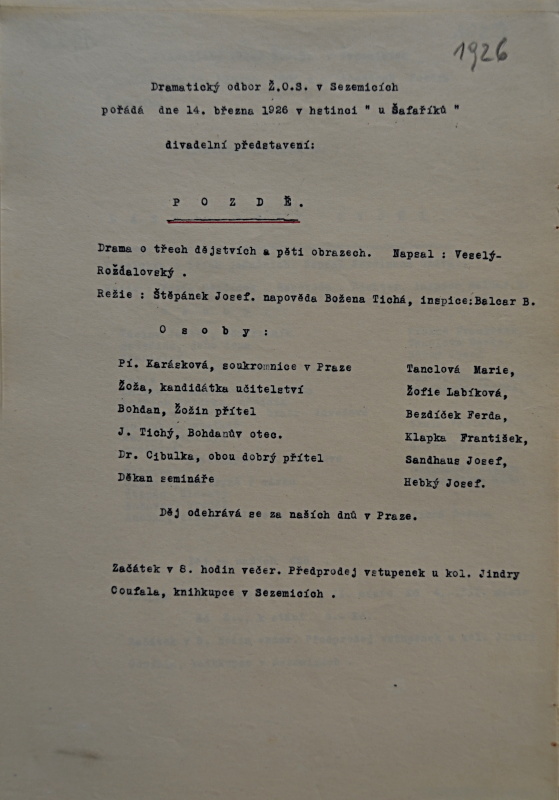 1926
Dramatický odbor Ž.O.S. v Sezemicích
pořádá dne 14. března 1926 v hstinci " u Šafaříků "
divadelní představení:
P O Z D Ě .
Drama o třech dějstvích a pěti obrazech. Napsal : Veselý-
Rožďalovský .
Režie : Štěpánek Josef. napověda Božena Tichá, inspice:Balcar B.
O s o b y :
Pí. Karásková, soukromnice v Praze Tanclová Marie,
Žoža, kandidátka učitelství Žofie Labíková,
Bohdan, Žožin přítel Bezdíček Ferda,
J. Tichý, Bohdanův otec. Klapka František,
Dr. Cibulka, obou dobrý přítel Sandhaus Josef,
Děkan semináře Hebký Josef.
Děj odehrává se za našich dnů v Praze.
Začátek v 8. hodin večer. Předprodej vstupenek u kol. Jindry
Coufala, knihkupce v Sezemicích .